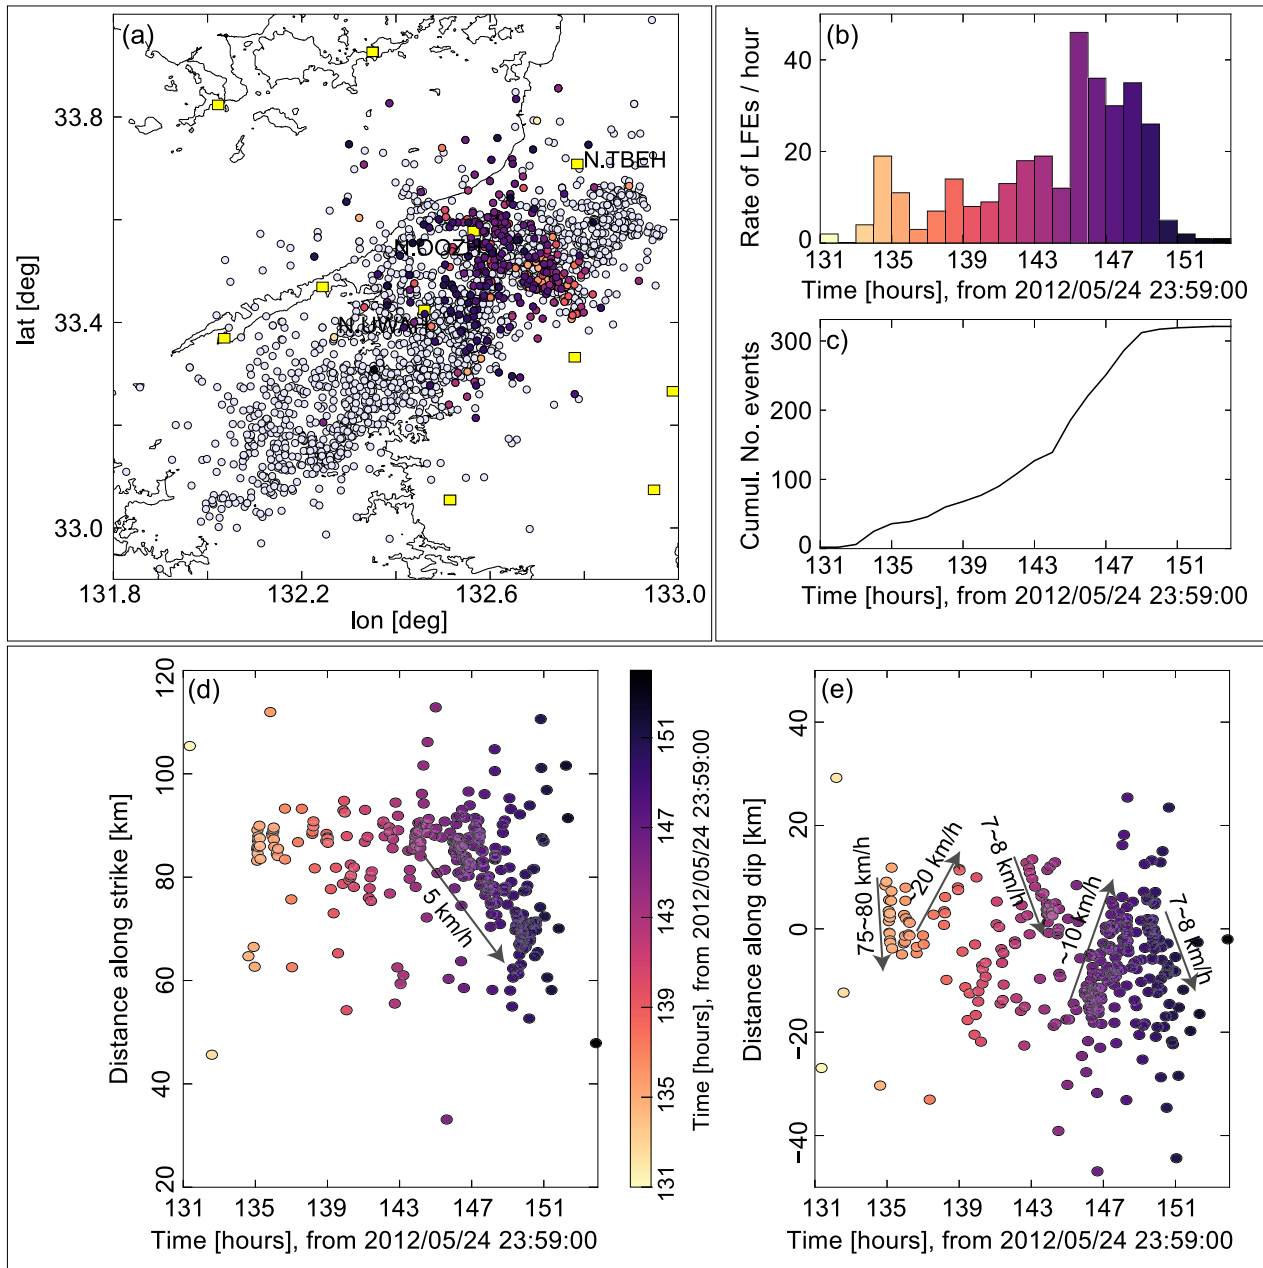 (a)
33.8
33.4
33.0
lat [deg]
N.TBEH
N.OOZH
N.UWAH
131.8 132.2 132.6 133.0
lon [deg]
(b)
40
20
0
Rate of LFEs / hour
131 135 139 143 147 151
Time [hours], from 2012/05/24 23:59:00
c)
300
200
100
0
Cumul. No. events
131 135 139 143 147 151
Time [hours], from 2012/05/24 23:59:00
(d)
120
100
80
60
40
20
Distance along strike [km]
5 km/h
131 135 139 143 147 151
Time [hours], from 2012/05/24 23:59:00
151
147
143
139
135
131
Time [hours], from 2012/05/24 23:59:00
(e)
40
20
0
−20
−40
Distance along dip [km]
75~80 km/h
~20 km/h
7~8 km/h
~10 km/h
7~8 km/h
131 135 139 143 147 151
Time [hours], from 2012/05/24 23:59:00